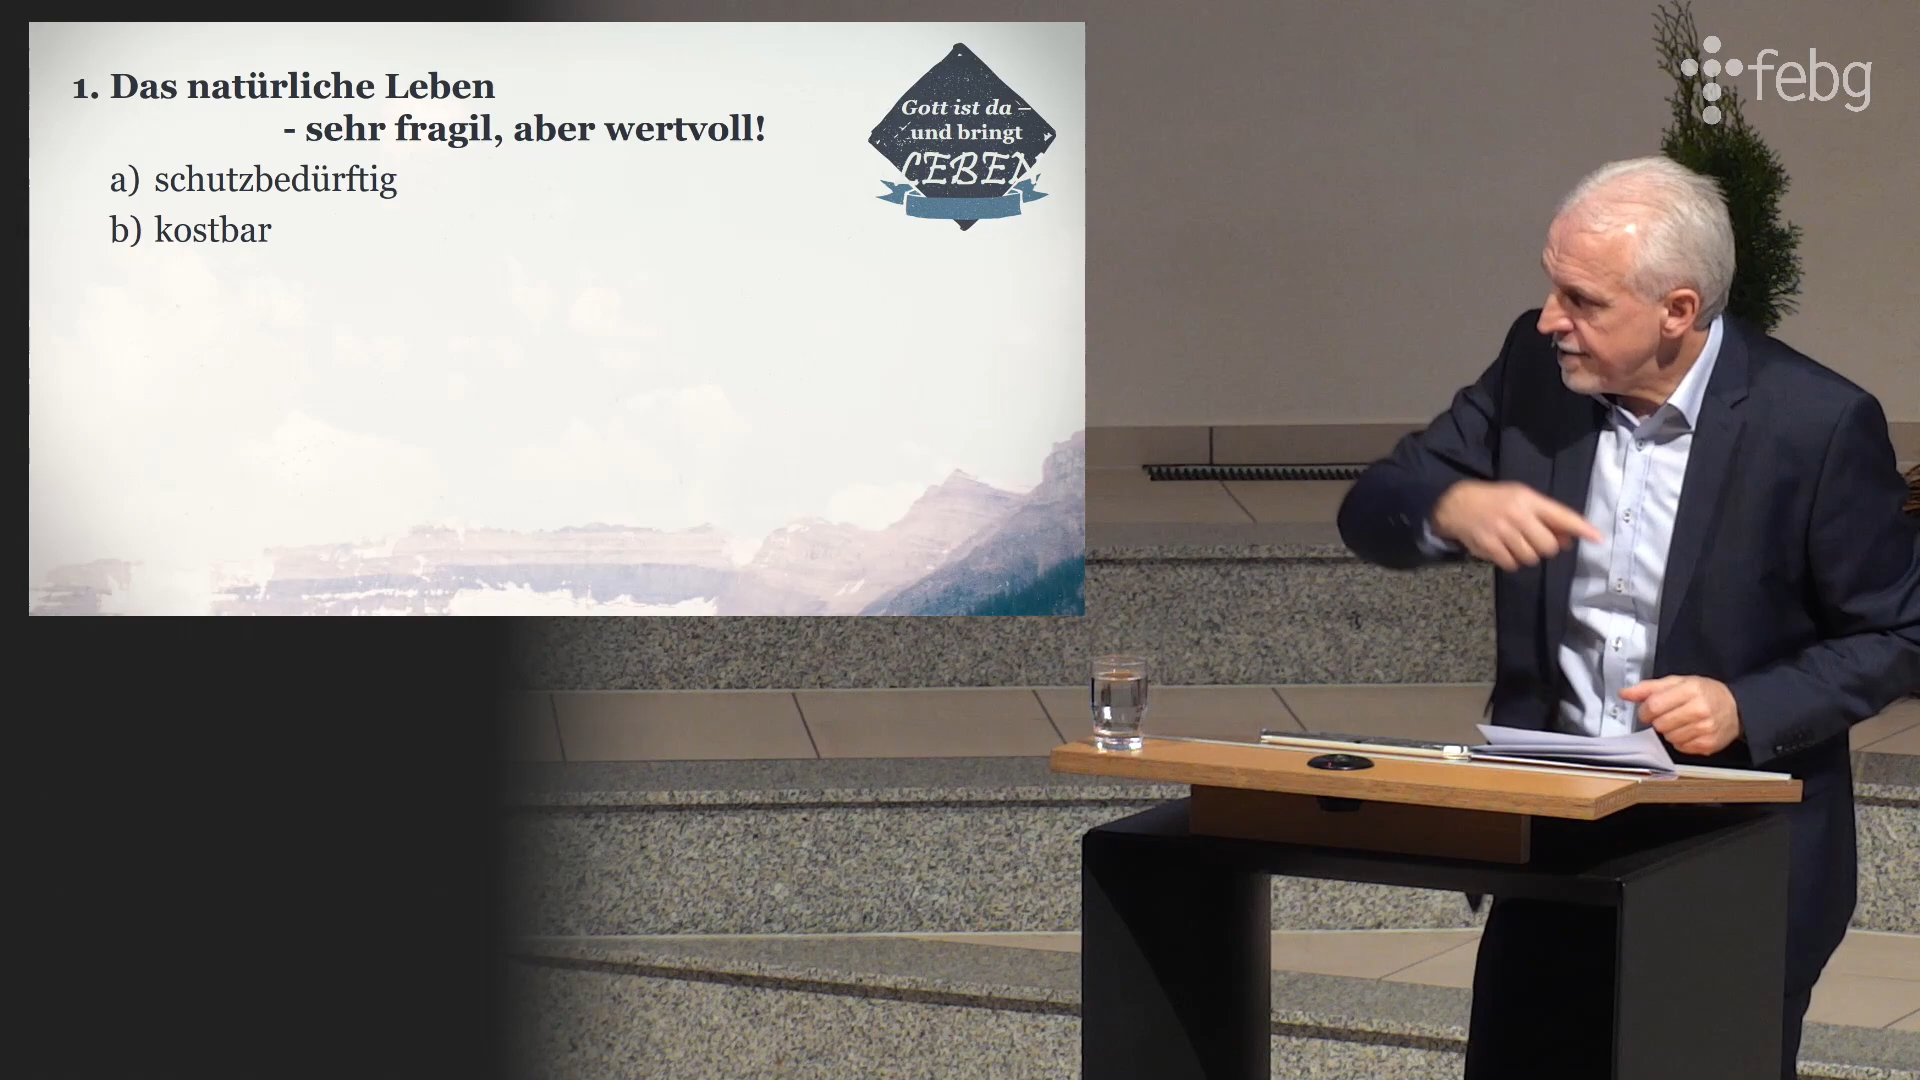 1. Das natürliche Leben
- sehr fragil, aber wertvoll!
a) schutzbedürftig
b) kostbar
Gott ist da –
und bringt
LEBEN
febg